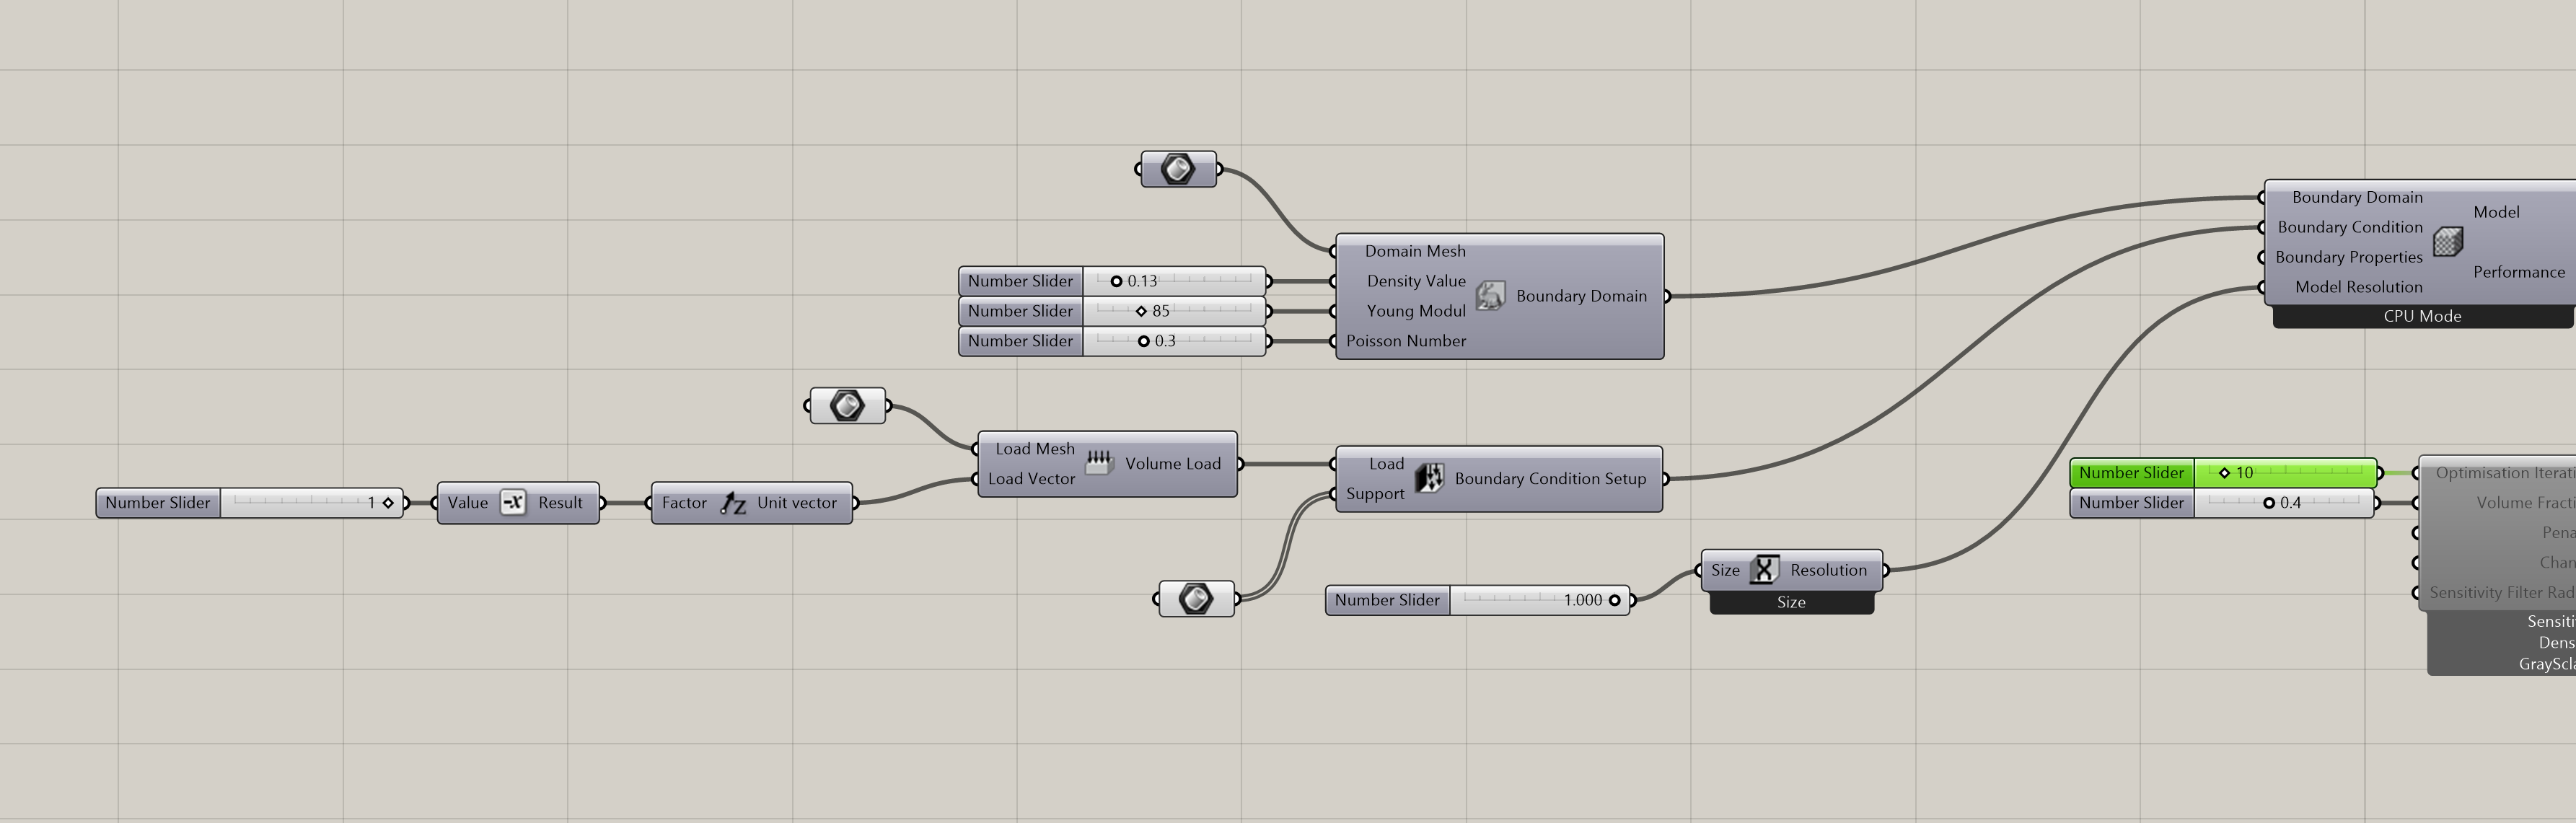 Domain Mesh
Number Slider 0.13 Density Value
Number Slider 85 Young Modul
Number Slider 0.3 Poisson Number
Boundary Domain
Boundary Domain
Boundary Condition
Boundary Properties
Model Resolution
Model
Performance
CPU Mode
Load Mesh
Load Vector
Volume Load
Load
Support
Boundary Condition Setup
Number Slider 1
Value -x Result
Factor Z Unit vector
Number Slider 1.000
Size X Resolution
Size
Number Slider 10
Number Slider 0.4
Optimisation Iterati
Volume Fracti
Pena
Chan
Sensitivity Filter Rad
Sensiti
Dens
GrayScla